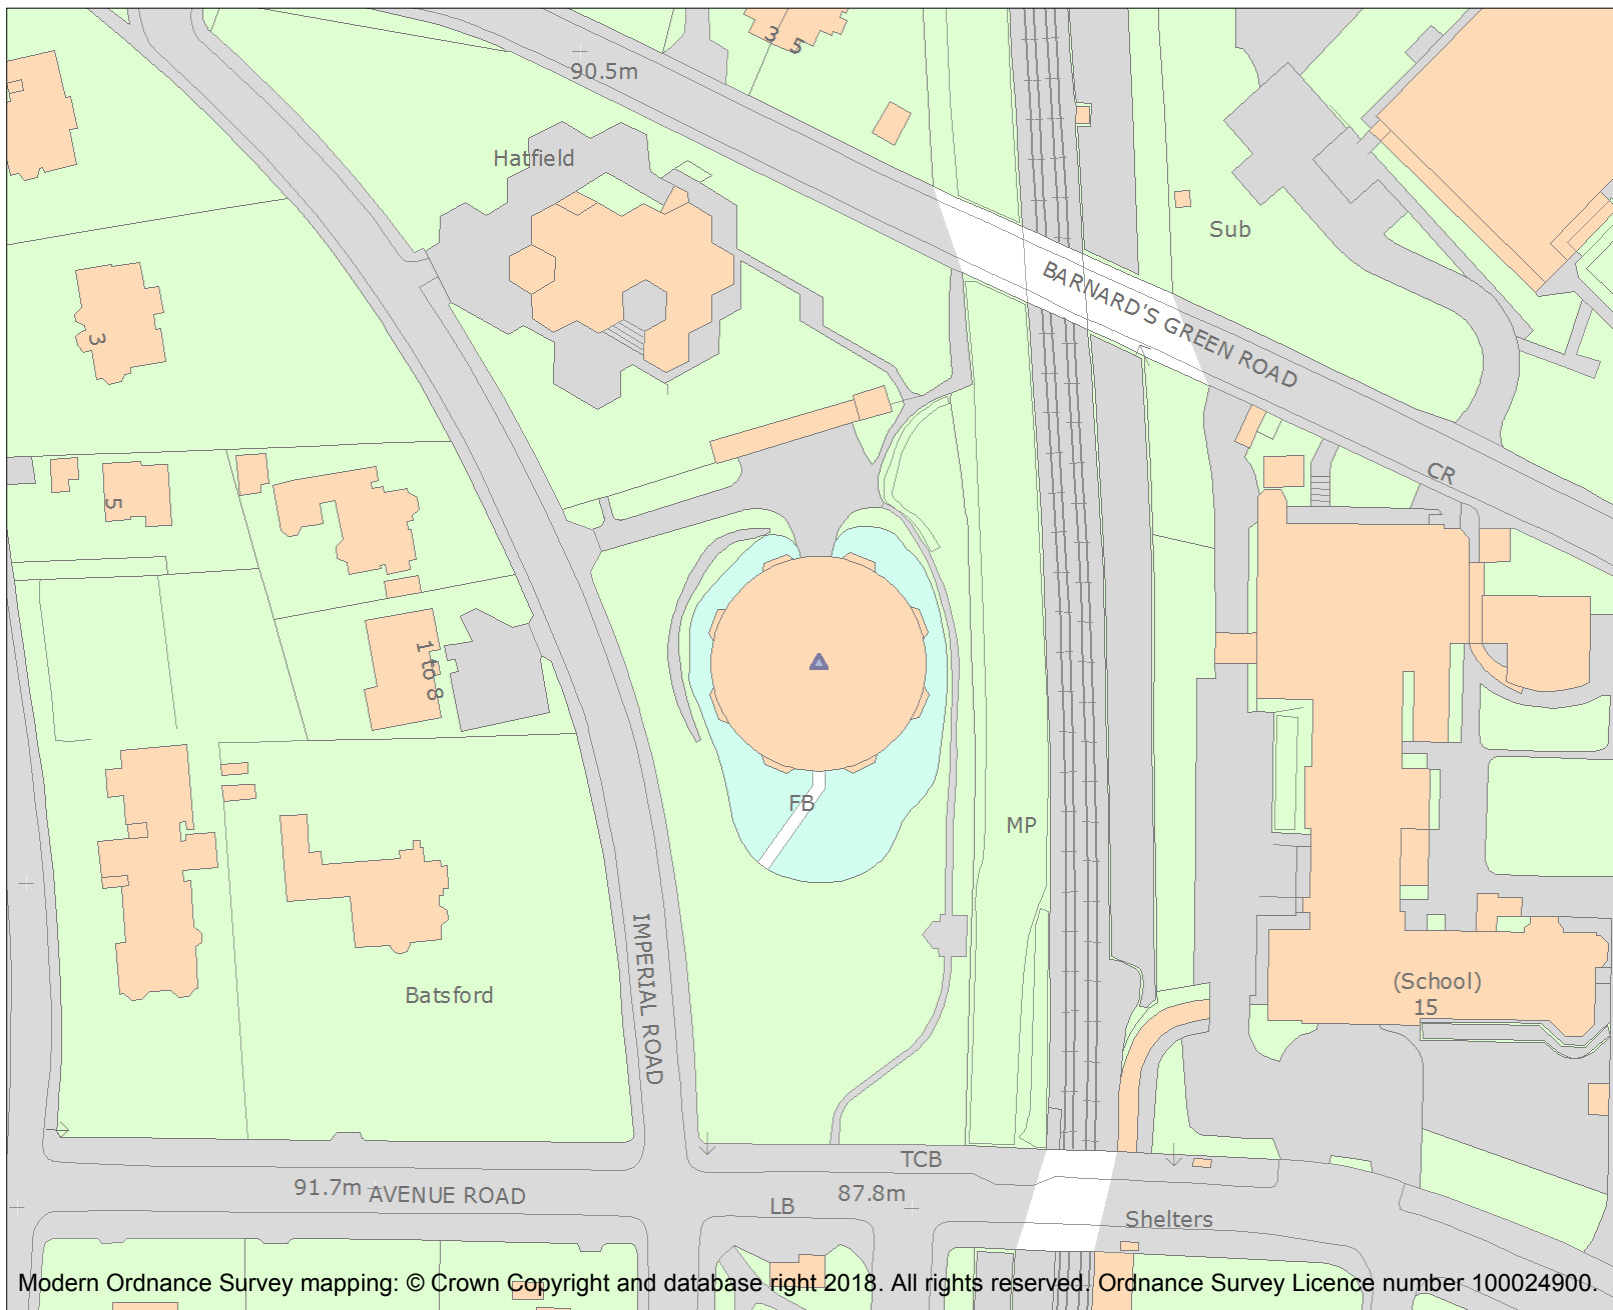 3 5
90.5m
Hatfield
Sub
BARNARD'S GREEN ROAD
3
CR
5
1 to 8
FB
MP
IMPERIAL ROAD
(School)
15
Batsford
TCB
91.7m
AVENUE ROAD
87.8m
LB
Shelters
Modern Ordnance Survey mapping: © Crown Copyright and database right 2018. All rights reserved. Ordnance Survey Licence number 100024900.